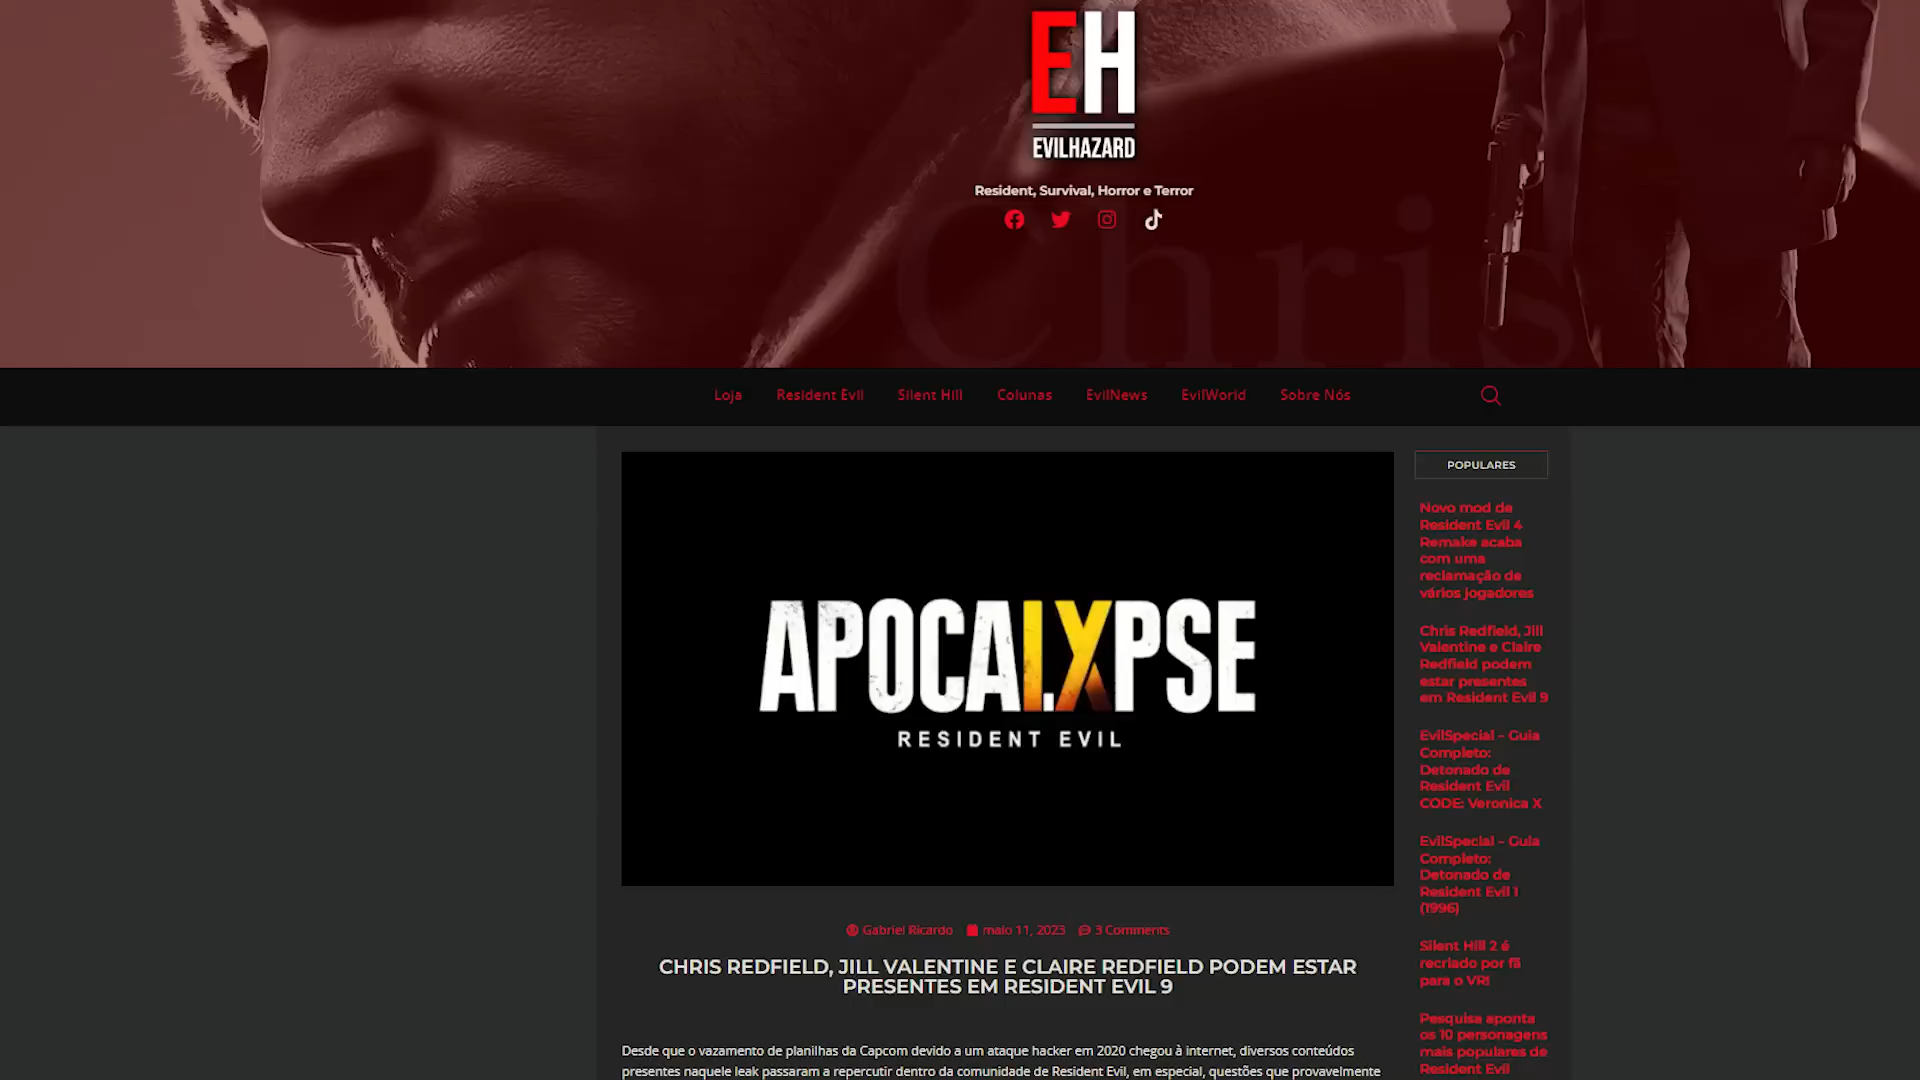 EH
EVILHAZARD
Resident, Survival, Horror e Terror
Chris
Loja Resident Evil Silent Hill Colunas EvilNews EvilWorld Sobre Nós
APOCALXPSE
RESIDENT EVIL
Gabriel Ricardo maio 11, 2023 3 Comments
CHRIS REDFIELD, JILL VALENTINE E CLAIRE REDFIELD PODEM ESTAR
PRESENTES EM RESIDENT EVIL 9
Desde que o vazamento de planilhas da Capcom devido a um ataque hacker em 2020 chegou à internet, diversos conteúdos
presentes naquele leak passaram a repercutir dentro da comunidade de Resident Evil, em especial, questões que provavelmente
POPULARES
Novo mod de
Resident Evil 4
Remake acaba
com uma
reclamação de
vários jogadores
Chris Redfield, Jill
Valentine e Claire
Redfield podem
estar presentes
em Resident Evil 9
EvilSpecial – Guia
Completo:
Detonado de
Resident Evil
CODE: Veronica X
EvilSpecial – Guia
Completo:
Detonado de
Resident Evil 1
(1996)
Silent Hill 2 é
recriado por fã
para o VR!
Pesquisa aponta
os 10 personagens
mais populares de
Resident Evil